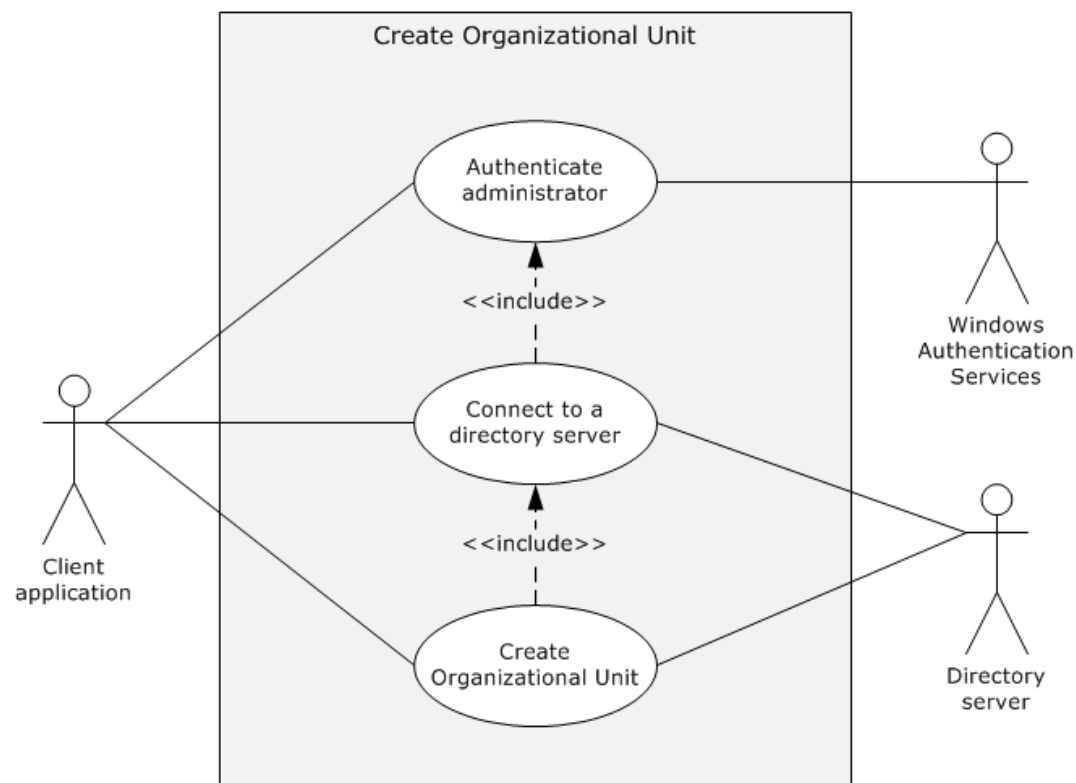 Create Organizational Unit
Authenticate
administrator
<<include>>
Windows
Authentication
Services
Connect to a
directory server
<<include>>
Client
application
Create
Organizational Unit
Directory
server